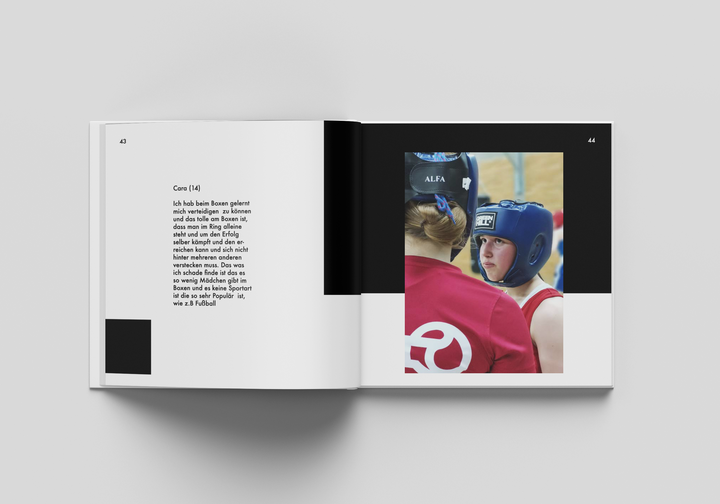 43
Cara (14)
Ich hab beim Boxen gelernt
mich verteidigen zu können
und das tolle am Boxen ist,
dass man im Ring alleine
steht und um den Erfolg
selber kämpft und den er-
reichen kann und sich nicht
hinter mehreren anderen
verstecken muss. Das was
ich schade finde ist das es
so wenig Mädchen gibt im
Boxen und es keine Sportart
ist die so sehr Populär ist,
wie z.B Fußball
44
ALFA